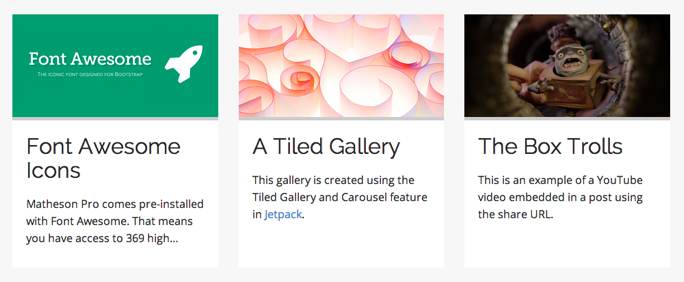 Font Awesome
The iconic font designed for Bootstrap
Font Awesome
Icons
Matheson Pro comes pre-installed
with Font Awesome. That means
you have access to 369 high...
A Tiled Gallery
This gallery is created using the
Tiled Gallery and Carousel feature
in Jetpack.
The Box Trolls
This is an example of a YouTube
video embedded in a post using
the share URL.